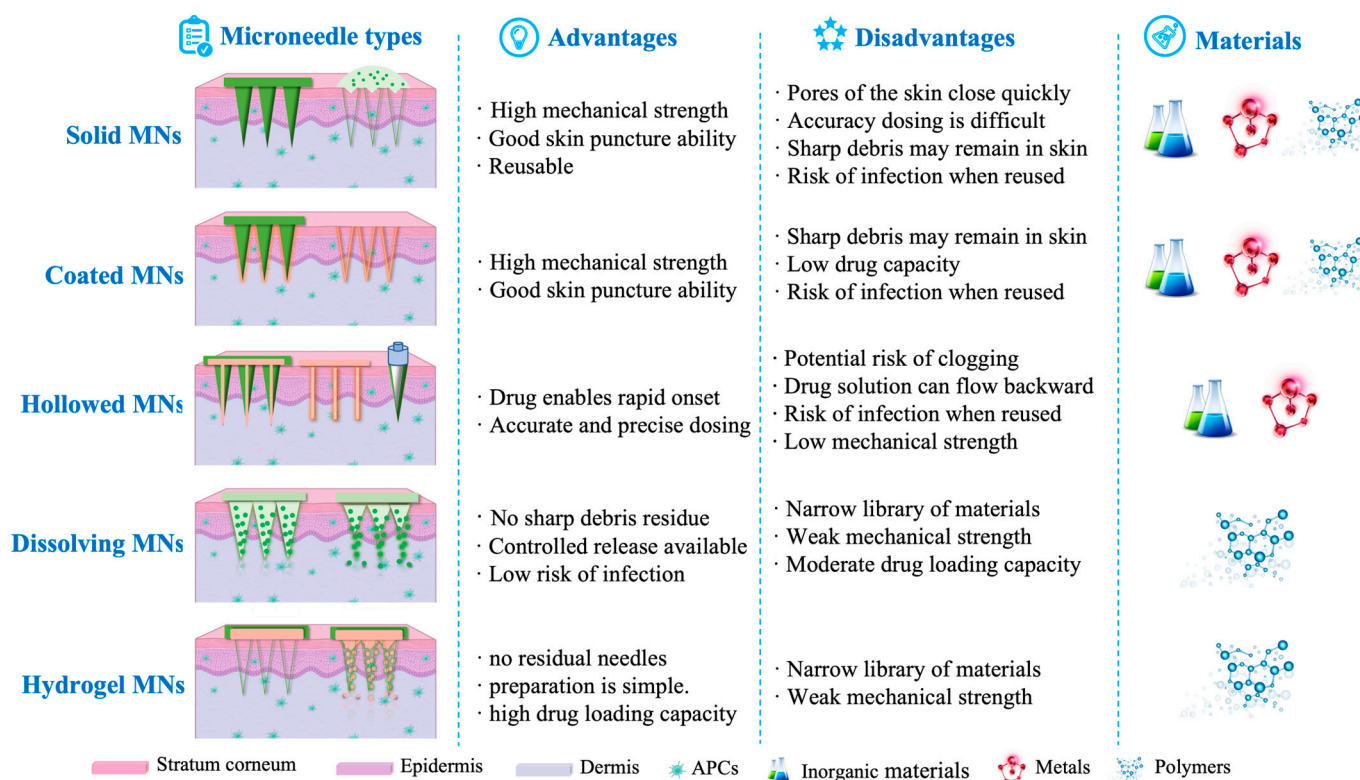 Microneedle types
Advantages
Disadvantages
Materials
Solid MNs
· High mechanical strength
· Good skin puncture ability
· Reusable
· Pores of the skin close quickly
· Accuracy dosing is difficult
· Sharp debris may remain in skin
· Risk of infection when reused
Coated MNs
· High mechanical strength
· Good skin puncture ability
· Sharp debris may remain in skin
· Low drug capacity
· Risk of infection when reused
Hollowed MNs
· Drug enables rapid onset
· Accurate and precise dosing
· Potential risk of clogging
· Drug solution can flow backward
· Risk of infection when reused
· Low mechanical strength
Dissolving MNs
· No sharp debris residue
· Controlled release available
· Low risk of infection
· Narrow library of materials
· Weak mechanical strength
· Moderate drug loading capacity
Hydrogel MNs
· no residual needles
· preparation is simple.
· high drug loading capacity
· Narrow library of materials
· Weak mechanical strength
Stratum corneum
Epidermis
Dermis
APCs
Inorganic materials
Metals
Polymers